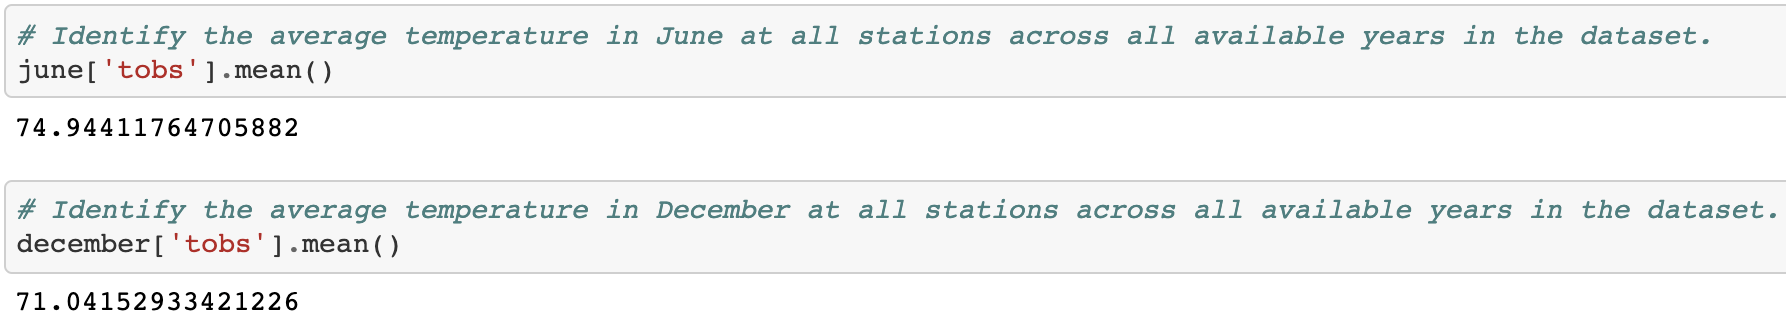 # Identify the average temperature in June at all stations across all available years in the dataset.
june['tobs'].mean()
74.94411764705882
# Identify the average temperature in December at all stations across all available years in the dataset.
december['tobs'].mean()
71.04152933421226